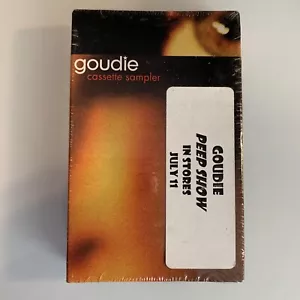 goudie
cassette sampler
GOUDIE
PEEP SHOW
IN STORES
JULY 11